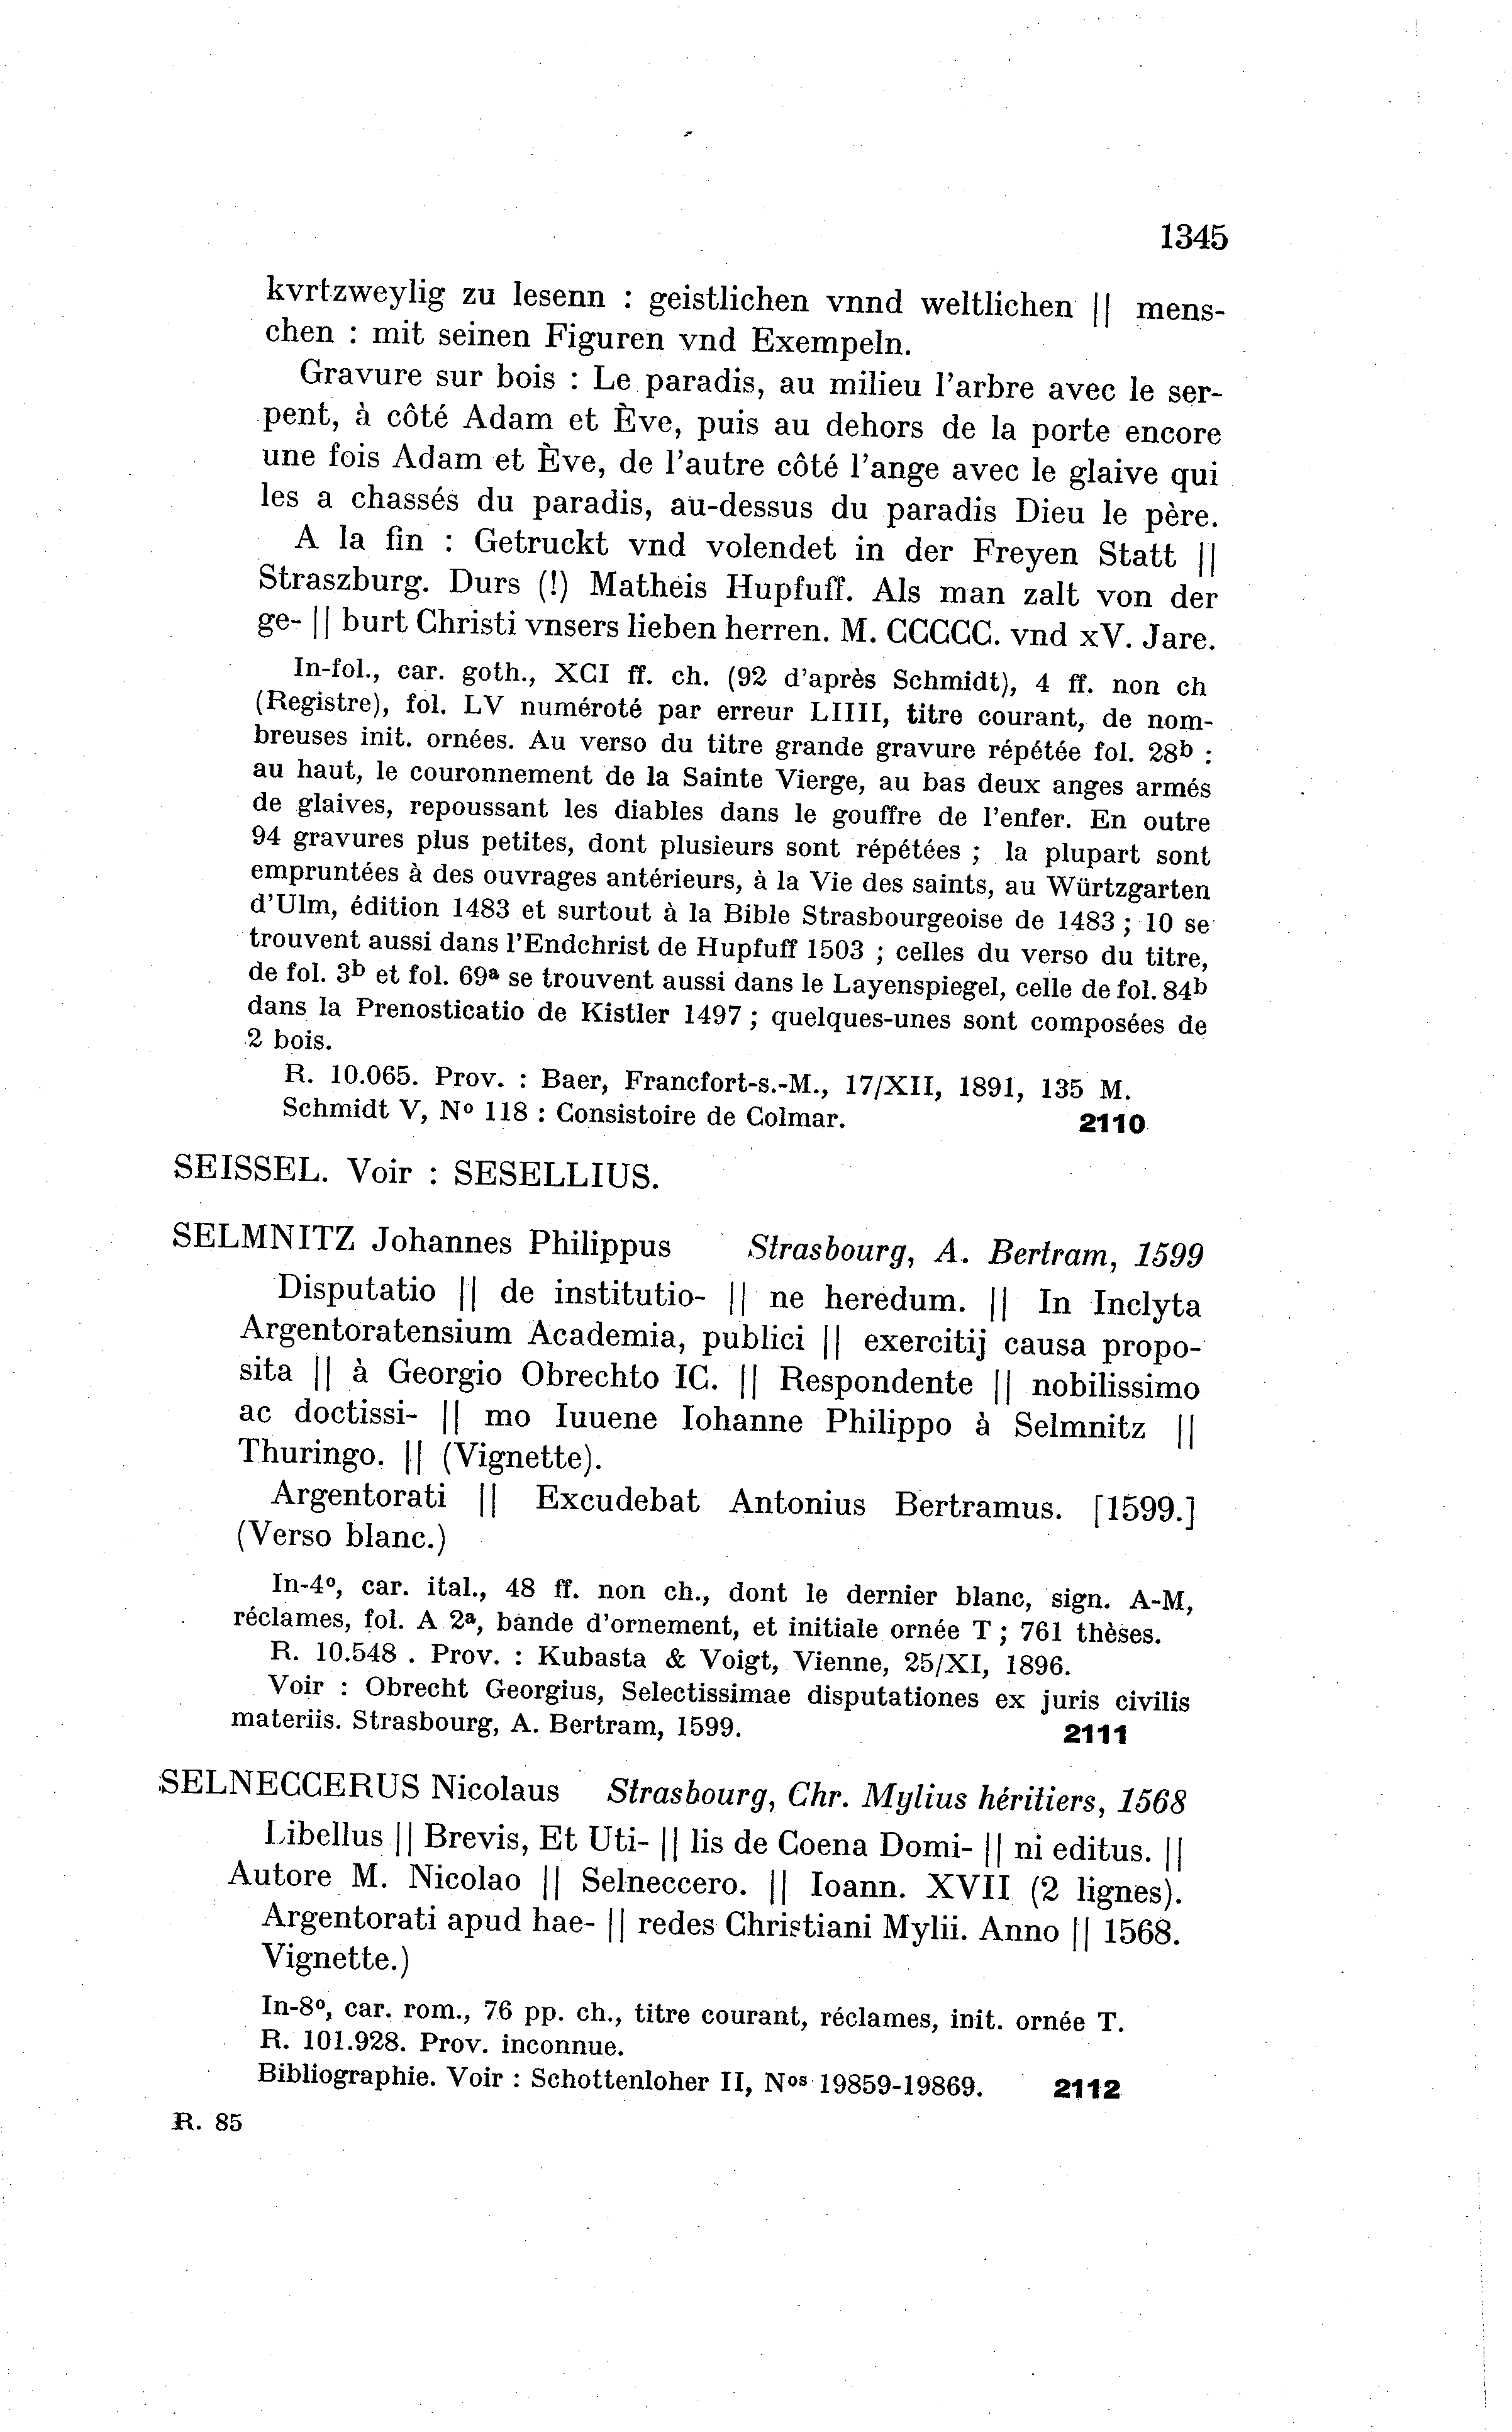 1345
kvrtzweylig zu lesenn : geistlichen vnnd weltlichen || mens-
chen : mit seinen Figuren vnd Exempeln.
Gravure sur bois : Le paradis, au milieu l'arbre avec le ser-
pent, à côté Adam et Ève, puis au dehors de la porte encore
une fois Adam et Ève, de l'autre côté l'ange avec le glaive qui
les a chassés du paradis, au-dessus du paradis Dieu le père.
A la fin : Getruckt vnd volendet in der Freyen Statt ||
Straszburg. Durs (!) Matheis Hupfuff. Als man zalt von der
ge- || burt Christi vnsers lieben herren. M. CCCCC. vnd xV. Jare.
In-fol., car. goth., XCI ff. ch. (92 d'après Schmidt), 4 ff. non ch
(Registre), fol. LV numéroté par erreur LIIII, titre courant, de nom-
breuses init. ornées. Au verso du titre grande gravure répétée fol. 28b :
au haut, le couronnement de la Sainte Vierge, au bas deux anges armés
de glaives, repoussant les diables dans le gouffre de l'enfer. En outre
94 gravures plus petites, dont plusieurs sont répétées ; la plupart sont
empruntées à des ouvrages antérieurs, à la Vie des saints, au Würtzgarten
d'Ulm, édition 1483 et surtout à la Bible Strasbourgeoise de 1483 ; 10 se
trouvent aussi dans l'Endchrist de Hupfuff 1503 ; celles du verso du titre,
de fol. 3b et fol. 69a se trouvent aussi dans le Layenspiegel, celle de fol. 84b
dans la Prenosticatio de Kistler 1497 ; quelques-unes sont composées de
2 bois.
R. 10.065. Prov. : Baer, Francfort-s.-M., 17/XII, 1891, 135 M.
Schmidt V, No 118 : Consistoire de Colmar. 2110
SEISSEL. Voir : SESELLIUS.
SELMNITZ Johannes Philippus Strasbourg, A. Bertram, 1599
Disputatio || de institutio- || ne heredum. || In Inclyta
Argentoratensium Academia, publici || exercitij causa propo-
sita || à Georgio Obrechto IC. || Respondente || nobilissimo
ac doctissi- || mo Iuuene Iohanne Philippo à Selmnitz ||
Thuringo. || (Vignette).
Argentorati || Excudebat Antonius Bertramus. [1599.]
(Verso blanc.)
In-4o, car. ital., 48 ff. non ch., dont le dernier blanc, sign. A-M,
réclames, fol. A 2a, bande d'ornement, et initiale ornée T ; 761 thèses.
R. 10.548 . Prov. : Kubasta & Voigt, Vienne, 25/XI, 1896.
Voir : Obrecht Georgius, Selectissimae disputationes ex juris civilis
materiis. Strasbourg, A. Bertram, 1599. 2111
SELNECCERUS Nicolaus Strasbourg, Chr. Mylius héritiers, 1568
Libellus || Brevis, Et Uti- || lis de Coena Domi- || ni editus. ||
Autore M. Nicolao || Selneccero. || Ioann. XVII (2 lignes).
Argentorati apud hae- || redes Christiani Mylii. Anno || 1568.
Vignette.)
In-8o, car. rom., 76 pp. ch., titre courant, réclames, init. ornée T.
R. 101.928. Prov. inconnue.
Bibliographie. Voir : Schottenloher II, Nos 19859-19869. 2112
R. 85